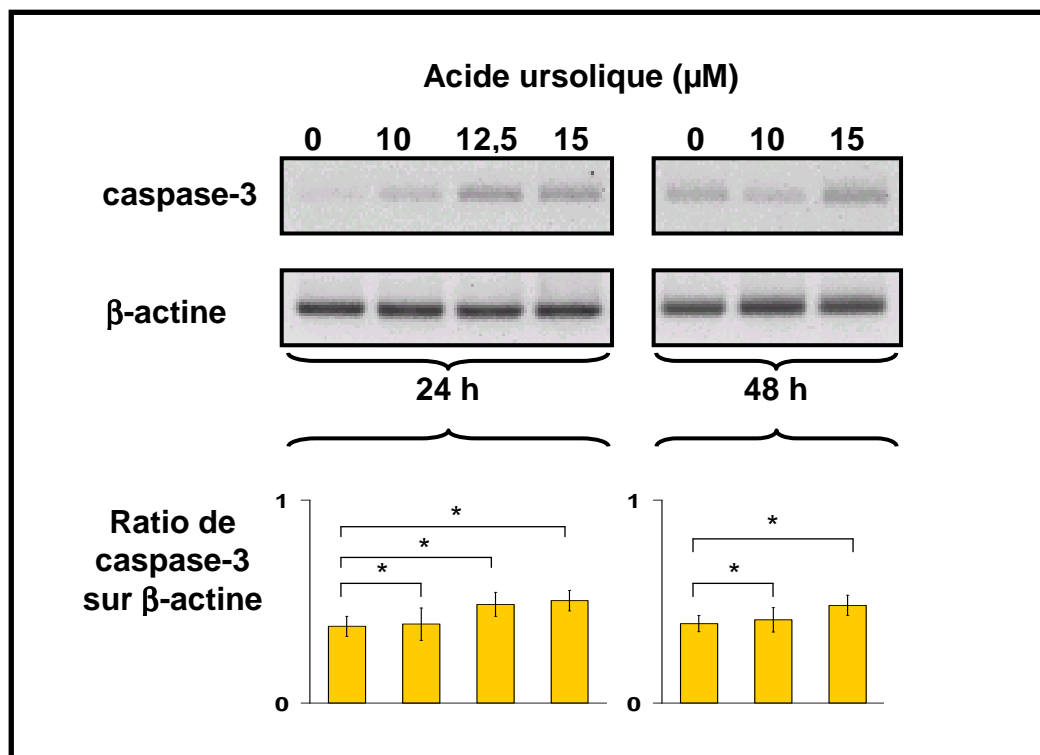 Acide ursolique (µM)
0 10 12,5 15 0 10 15
caspase-3
β-actine
24 h 48 h
1 1
* *
* *
*
Ratio de
caspase-3
sur β-actine
0 0